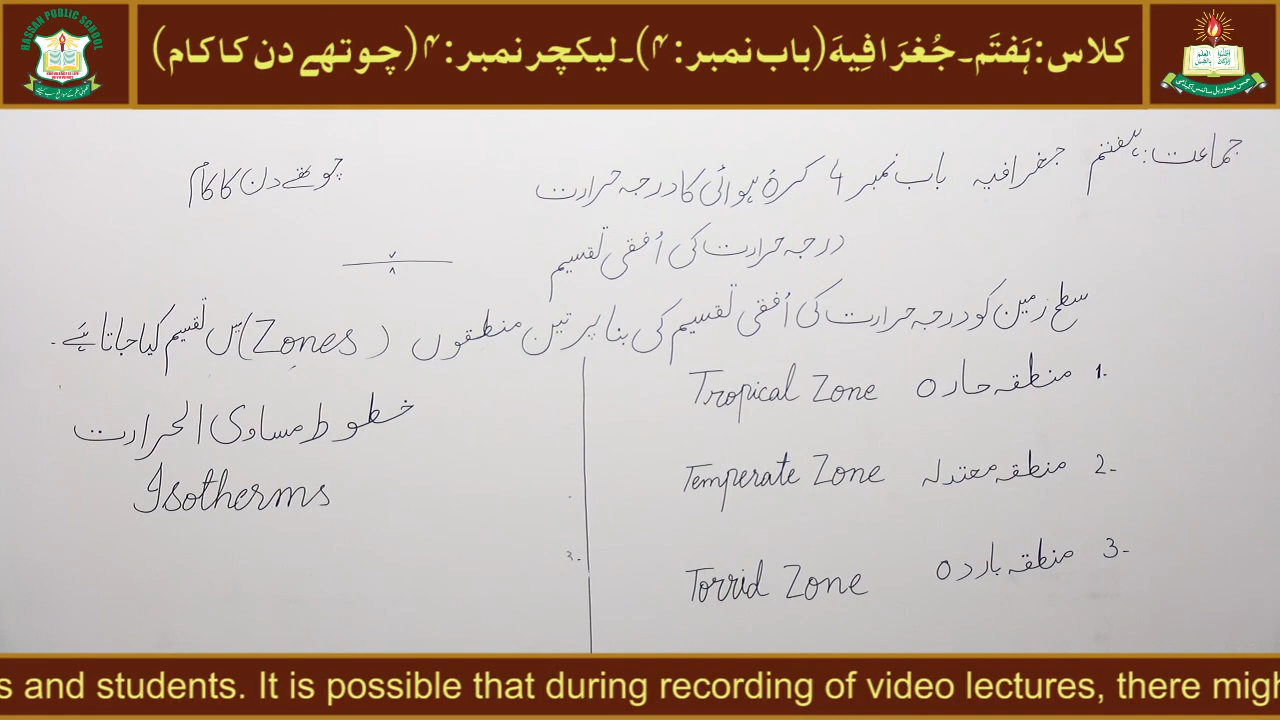 HASSAN PUBLIC SCHOOL
کلاس: ہَفتَم۔ جُغرَافِیهَ (باب نمبر: ۴)۔ لیکچر نمبر: ۴ (چوتھے دن کا کام)
جماعت: ہفتم جغرافیہ باب نمبر 4 کرۂ ہوائی کا درجہ حرارت
چوتھے دن کا کام
درجہ حرارت کی اُفقی تقسیم
سطح زمین کو درجہ حرارت کی اُفقی تقسیم کی بنا پر تین منطقوں (Zones) میں تقسیم کیا جاتا ہے۔
1. منطقہ حارہ Tropical Zone
2- منطقہ معتدلہ Temperate Zone
3- منطقہ باردہ Torrid Zone
خطوط مساوی الحرارت
Isotherms
s and students. It is possible that during recording of video lectures, there migh